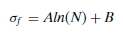 σf = Aln(N) + B